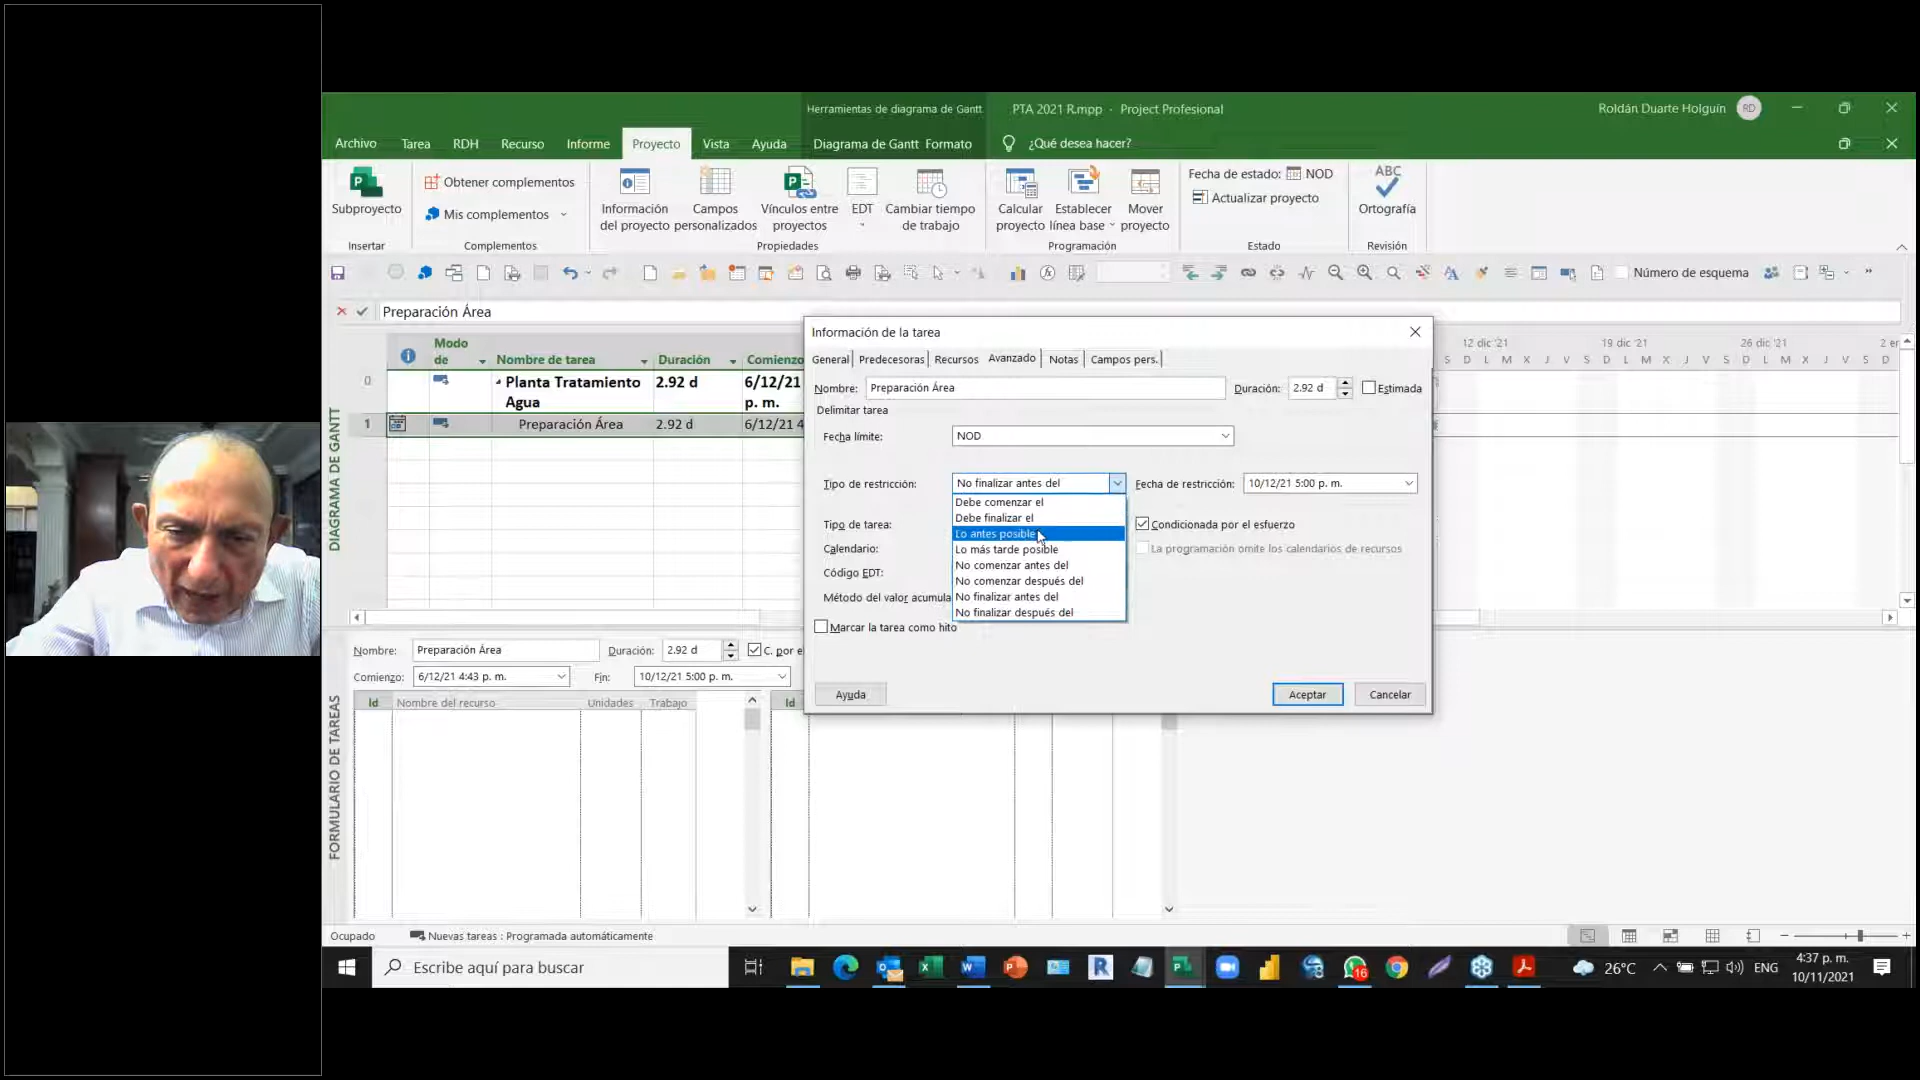 Herramientas de diagrama de Gantt
PTA 2021 R.mpp - Project Profesional
Roldán Duarte Holguín
RD
Archivo
Tarea
RDH
Recurso
Informe
Proyecto
Vista
Ayuda
Diagrama de Gantt Formato
¿Qué desea hacer?
Subproyecto
Insertar
Obtener complementos
Mis complementos
Complementos
Información del proyecto
Campos personalizados
Vínculos entre proyectos
EDT
Cambiar tiempo de trabajo
Propiedades
Calcular proyecto
Establecer línea base
Mover proyecto
Programación
Fecha de estado: NOD
Actualizar proyecto
Estado
ABC
Ortografía
Revisión
Número de esquema
Preparación Área
Modo de
Nombre de tarea
Duración
Comienzo
0
Planta Tratamiento Agua
2.92 d
6/12/21 p. m.
1
Preparación Área
2.92 d
6/12/21 4
DIAGRAMA DE GANTT
Información de la tarea
General
Predecesoras
Recursos
Avanzado
Notas
Campos pers.
Nombre: Preparación Área
Duración: 2.92 d
Estimada
Delimitar tarea
Fecha límite: NOD
Tipo de restricción: No finalizar antes del
Fecha de restricción: 10/12/21 5:00 p. m.
Debe comenzar el
Debe finalizar el
Lo antes posible
Lo más tarde posible
No comenzar antes del
No comenzar después del
No finalizar antes del
No finalizar después del
Tipo de tarea:
Condicionada por el esfuerzo
Calendario:
La programación omite los calendarios de recursos
Código EDT:
Método del valor acumula
Marcar la tarea como hito
Ayuda
Aceptar
Cancelar
12 dic '21
19 dic '21
26 dic '21
2 en
S D L M X J V S D L M X J V S D L M X J V S D
Nombre: Preparación Área
Duración: 2.92 d
C. por e
Comienzo: 6/12/21 4:43 p. m.
Fin: 10/12/21 5:00 p. m.
Id
Nombre del recurso
Unidades
Trabajo
Id
FORMULARIO DE TAREAS
Ocupado
Nuevas tareas : Programada automáticamente
Escribe aquí para buscar
16
26°C
ENG
4:37 p. m.
10/11/2021